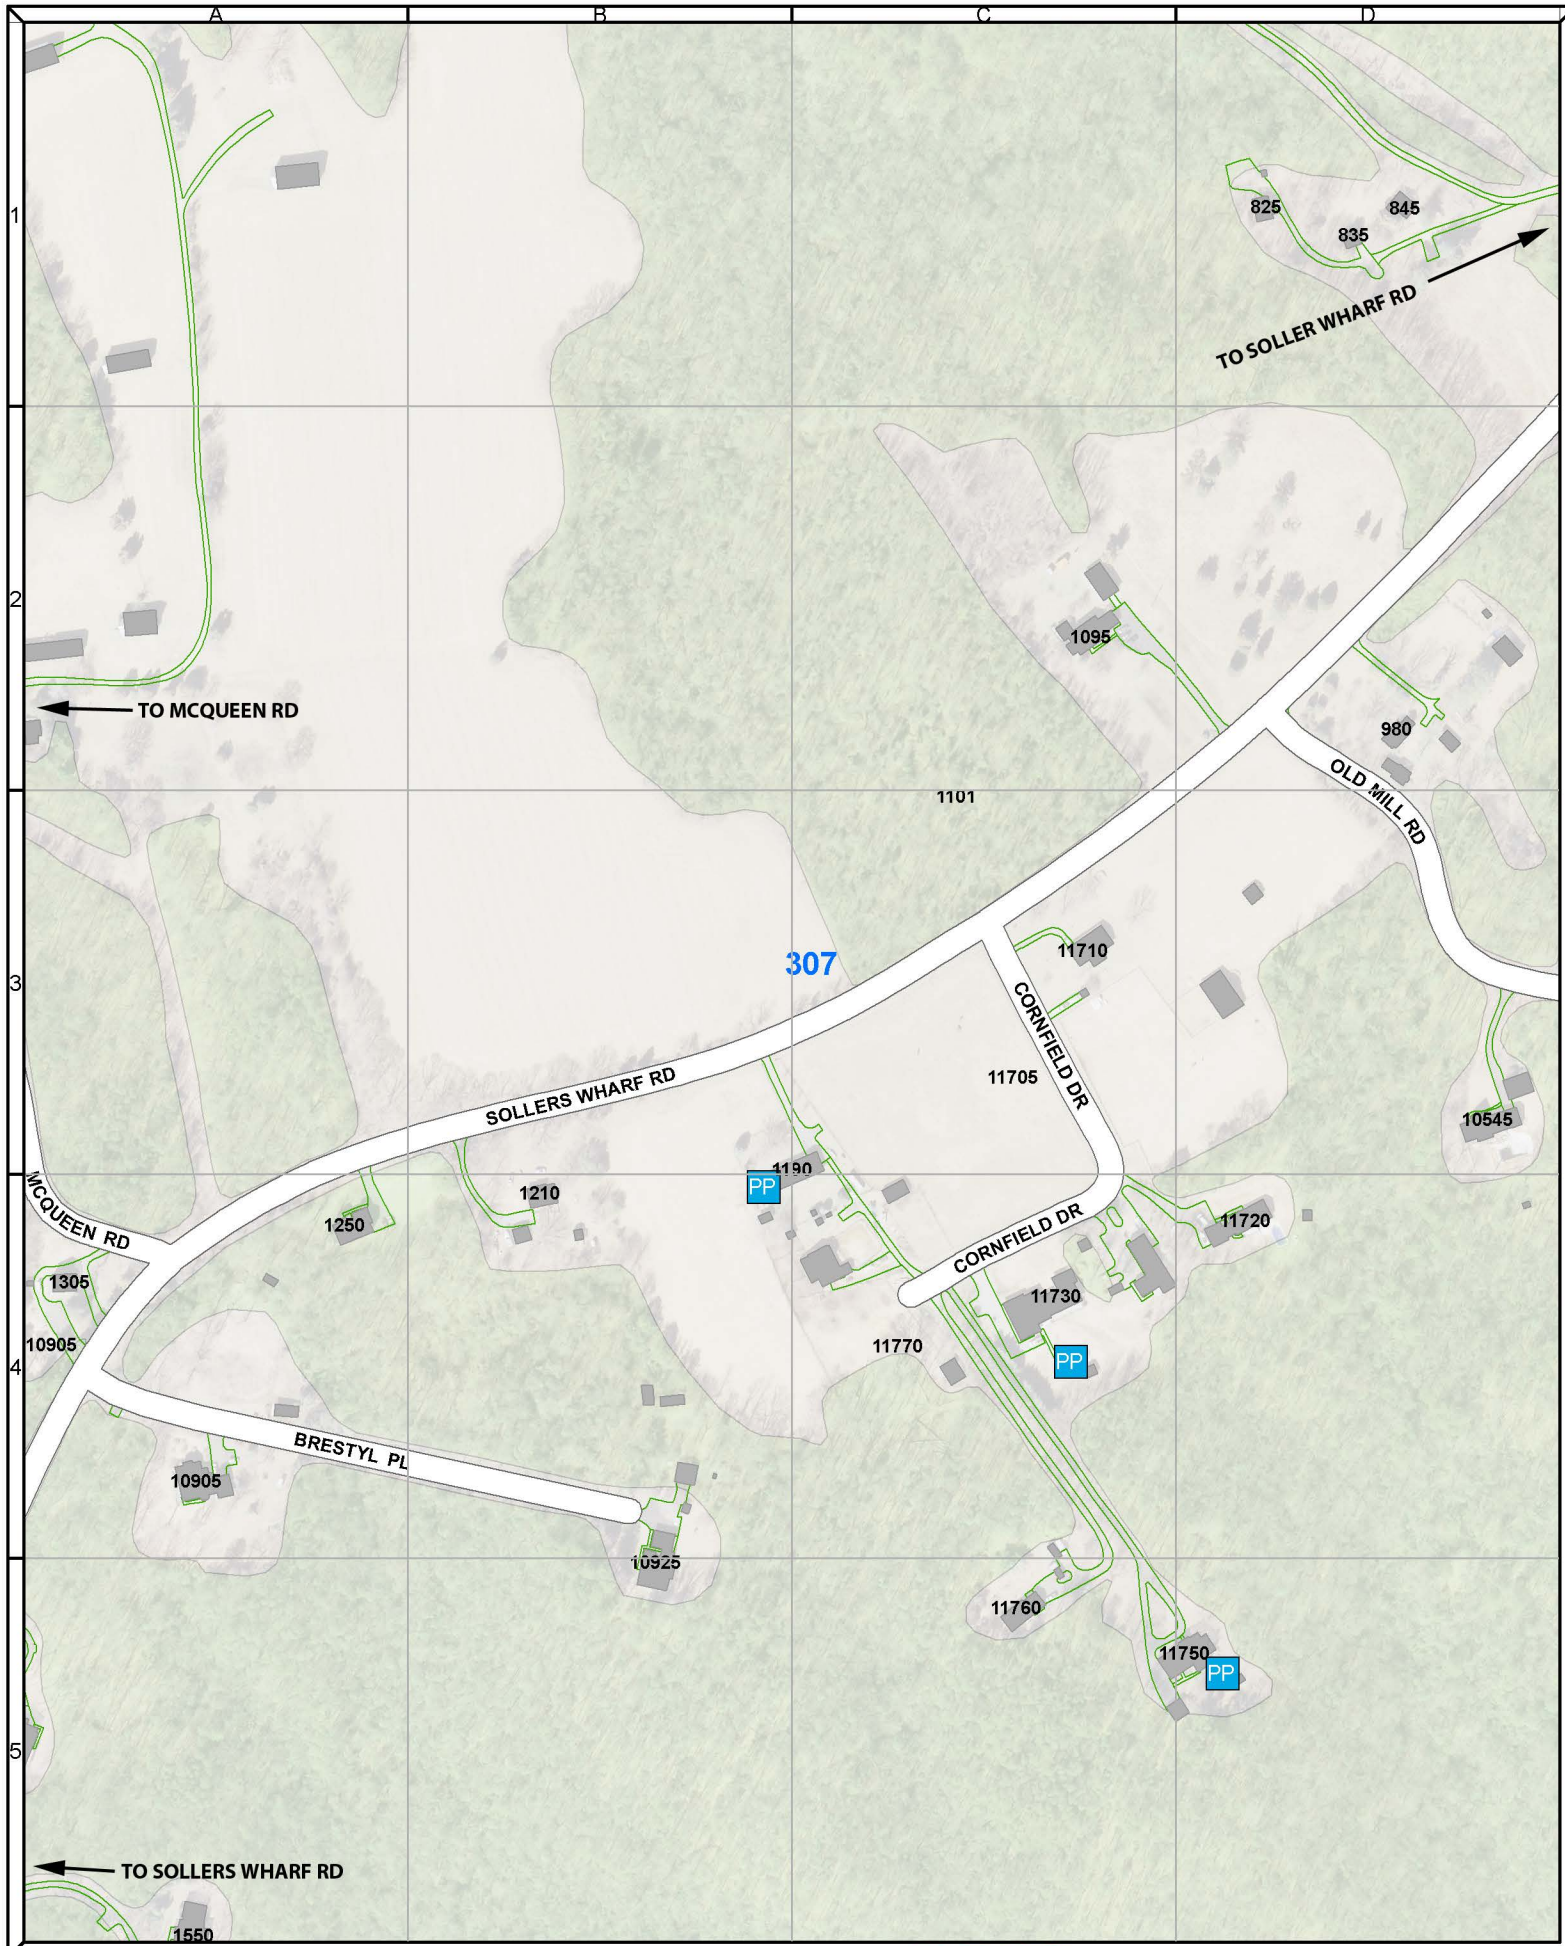 A
B
C
D
1
825
845
835
TO SOLLER WHARF RD
2
1095
TO MCQUEEN RD
980
OLD MILL RD
1101
11710
307
3
CORNFIELD DR
11705
SOLLERS WHARF RD
10545
1190
PP
1210
1250
MCQUEEN RD
11720
CORNFIELD DR
1305
11730
10905
11770
PP
4
BRESTYL PL
10905
10925
11760
11750
PP
5
TO SOLLERS WHARF RD
1550